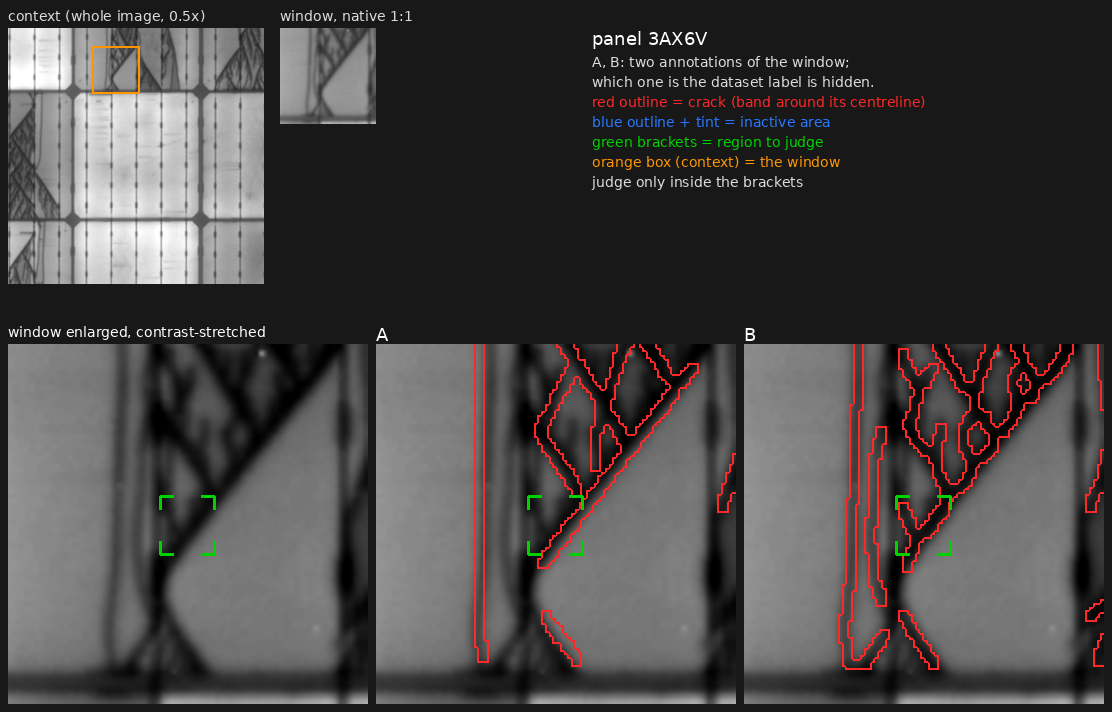 context (whole image, 0.5x)
window, native 1:1
panel 3AX6V
A, B: two annotations of the window;
which one is the dataset label is hidden.
red outline = crack (band around its centreline)
blue outline + tint = inactive area
green brackets = region to judge
orange box (context) = the window
judge only inside the brackets
window enlarged, contrast-stretched
A
B